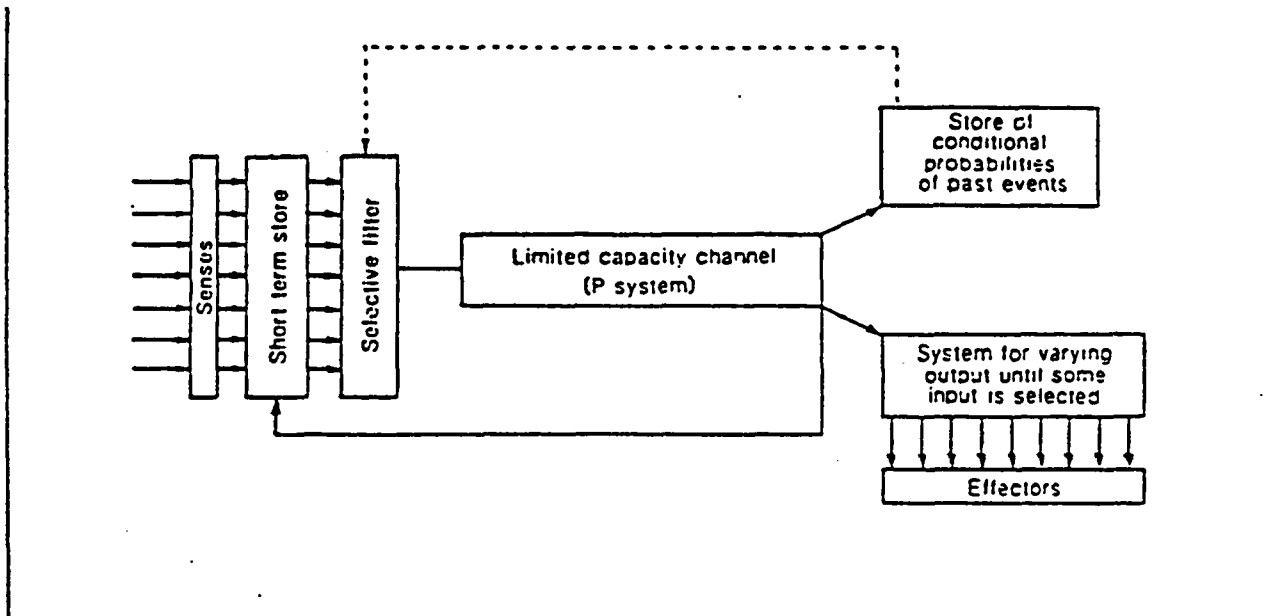 Senses
Short term store
Selective filter
Limited capacity channel
(P system)
Store of
conditional
probabilities
of past events
System for varying
output until some
input is selected
Effectors